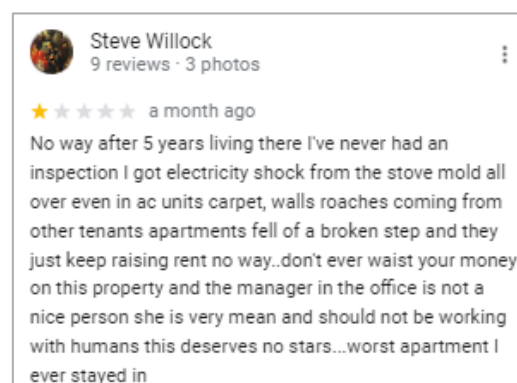 Steve Willock
9 reviews · 3 photos
a month ago
No way after 5 years living there I've never had an
inspection I got electricity shock from the stove mold all
over even in ac units carpet, walls roaches coming from
other tenants apartments fell of a broken step and they
just keep raising rent no way..don't ever waist your money
on this property and the manager in the office is not a
nice person she is very mean and should not be working
with humans this deserves no stars...worst apartment I
ever stayed in